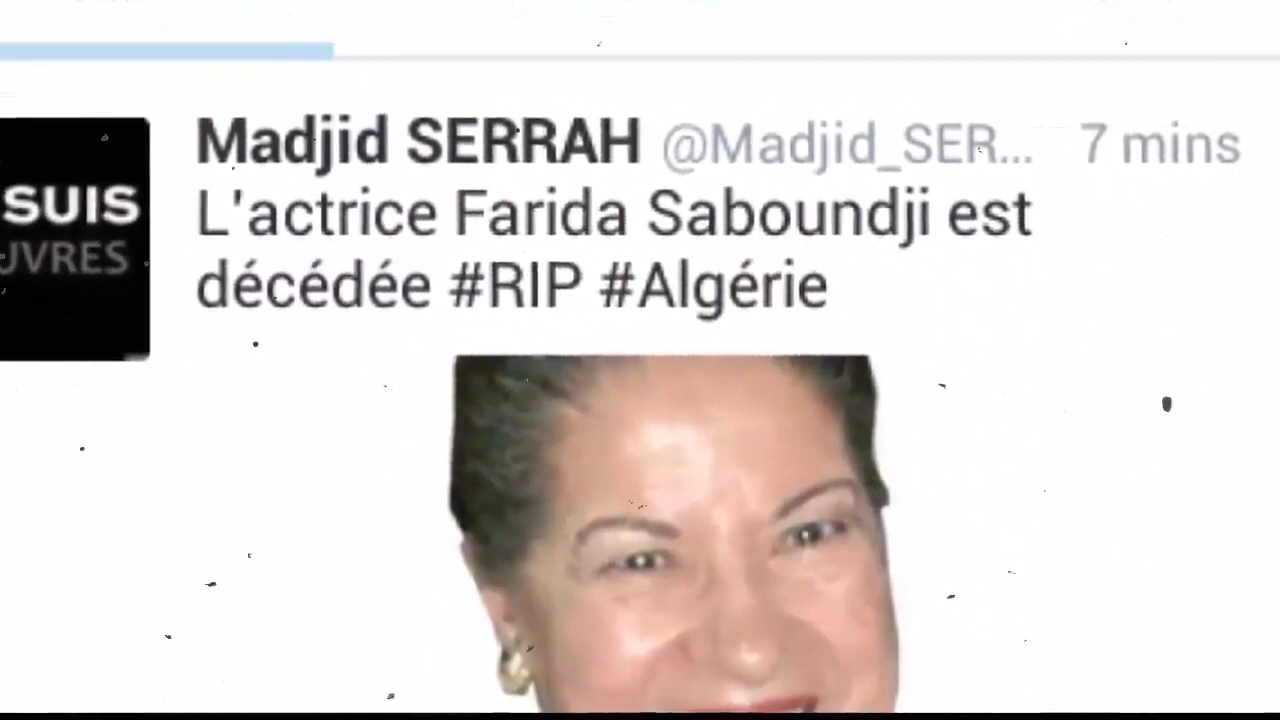 Madjid SERRAH @Madjid_SER... 7 mins
L'actrice Farida Saboundji est
décédée #RIP #Algérie
SUIS